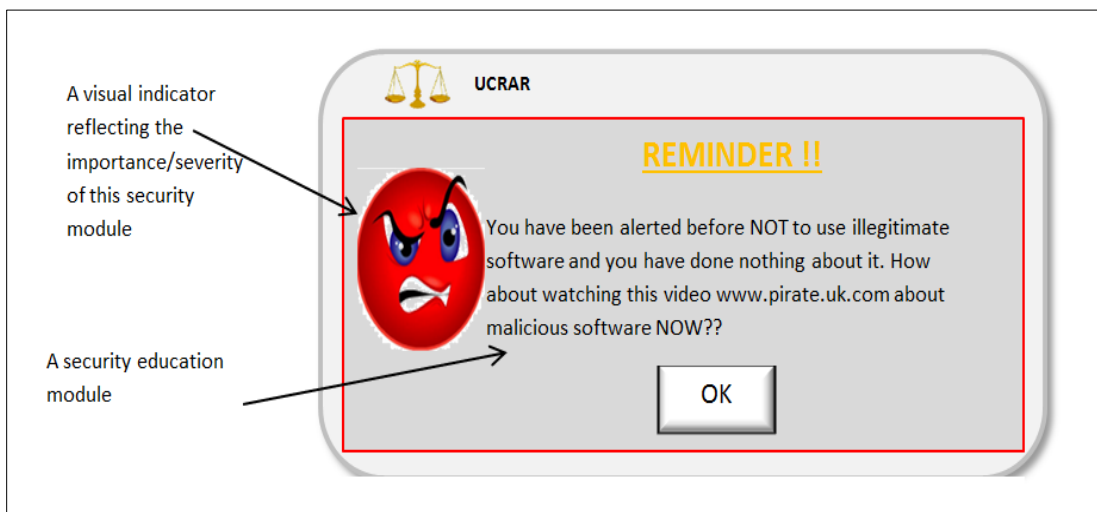 A visual indicator
reflecting the
importance/severity
of this security
module
A security education
module
UCRAR
REMINDER !!
You have been alerted before NOT to use illegitimate
software and you have done nothing about it. How
about watching this video www.pirate.uk.com about
malicious software NOW??
OK